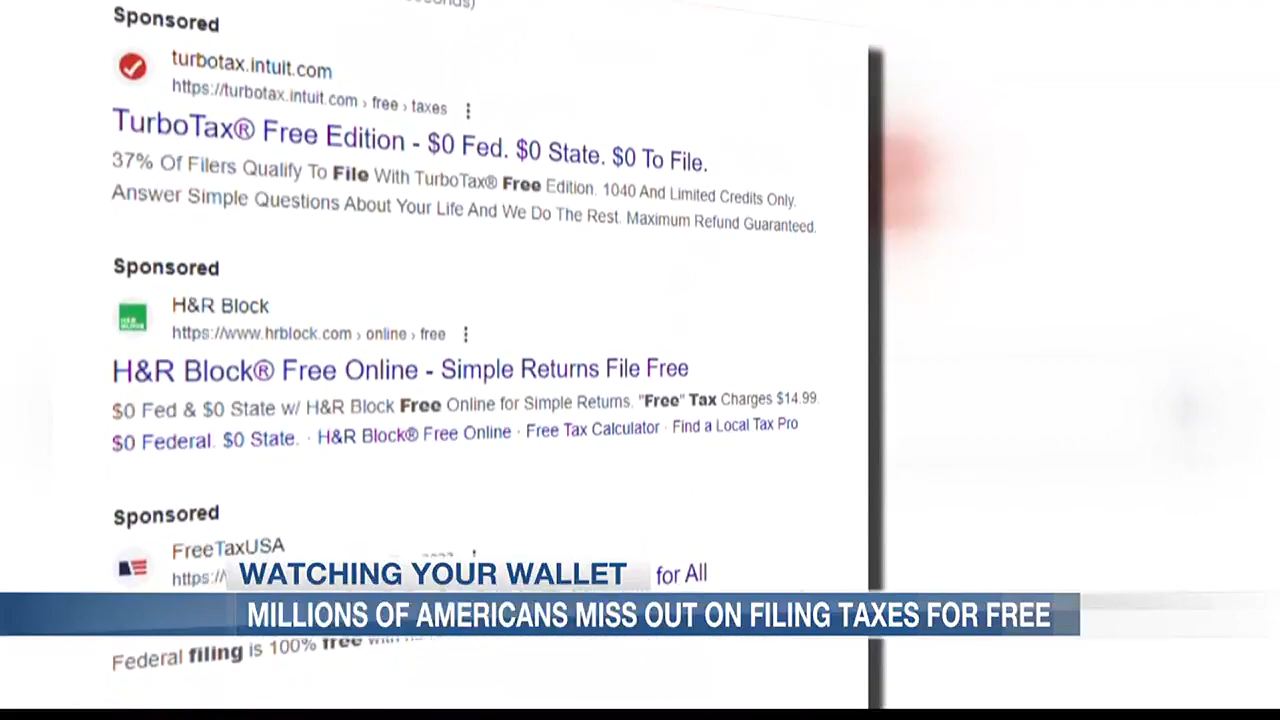 Sponsored
turbotax.intuit.com
https://turbotax.intuit.com › free › taxes
TurboTax® Free Edition - $0 Fed. $0 State. $0 To File.
37% Of Filers Qualify To File With TurboTax® Free Edition. 1040 And Limited Credits Only.
Answer Simple Questions About Your Life And We Do The Rest. Maximum Refund Guaranteed.
Sponsored
H&R Block
https://www.hrblock.com › online › free
H&R Block® Free Online - Simple Returns File Free
$0 Fed & $0 State w/ H&R Block Free Online for Simple Returns. "Free" Tax Charges $14.99.
$0 Federal. $0 State. · H&R Block® Free Online · Free Tax Calculator · Find a Local Tax Pro
Sponsored
FreeTaxUSA
https://
WATCHING YOUR WALLET for All
MILLIONS OF AMERICANS MISS OUT ON FILING TAXES FOR FREE
Federal filing is 100% free